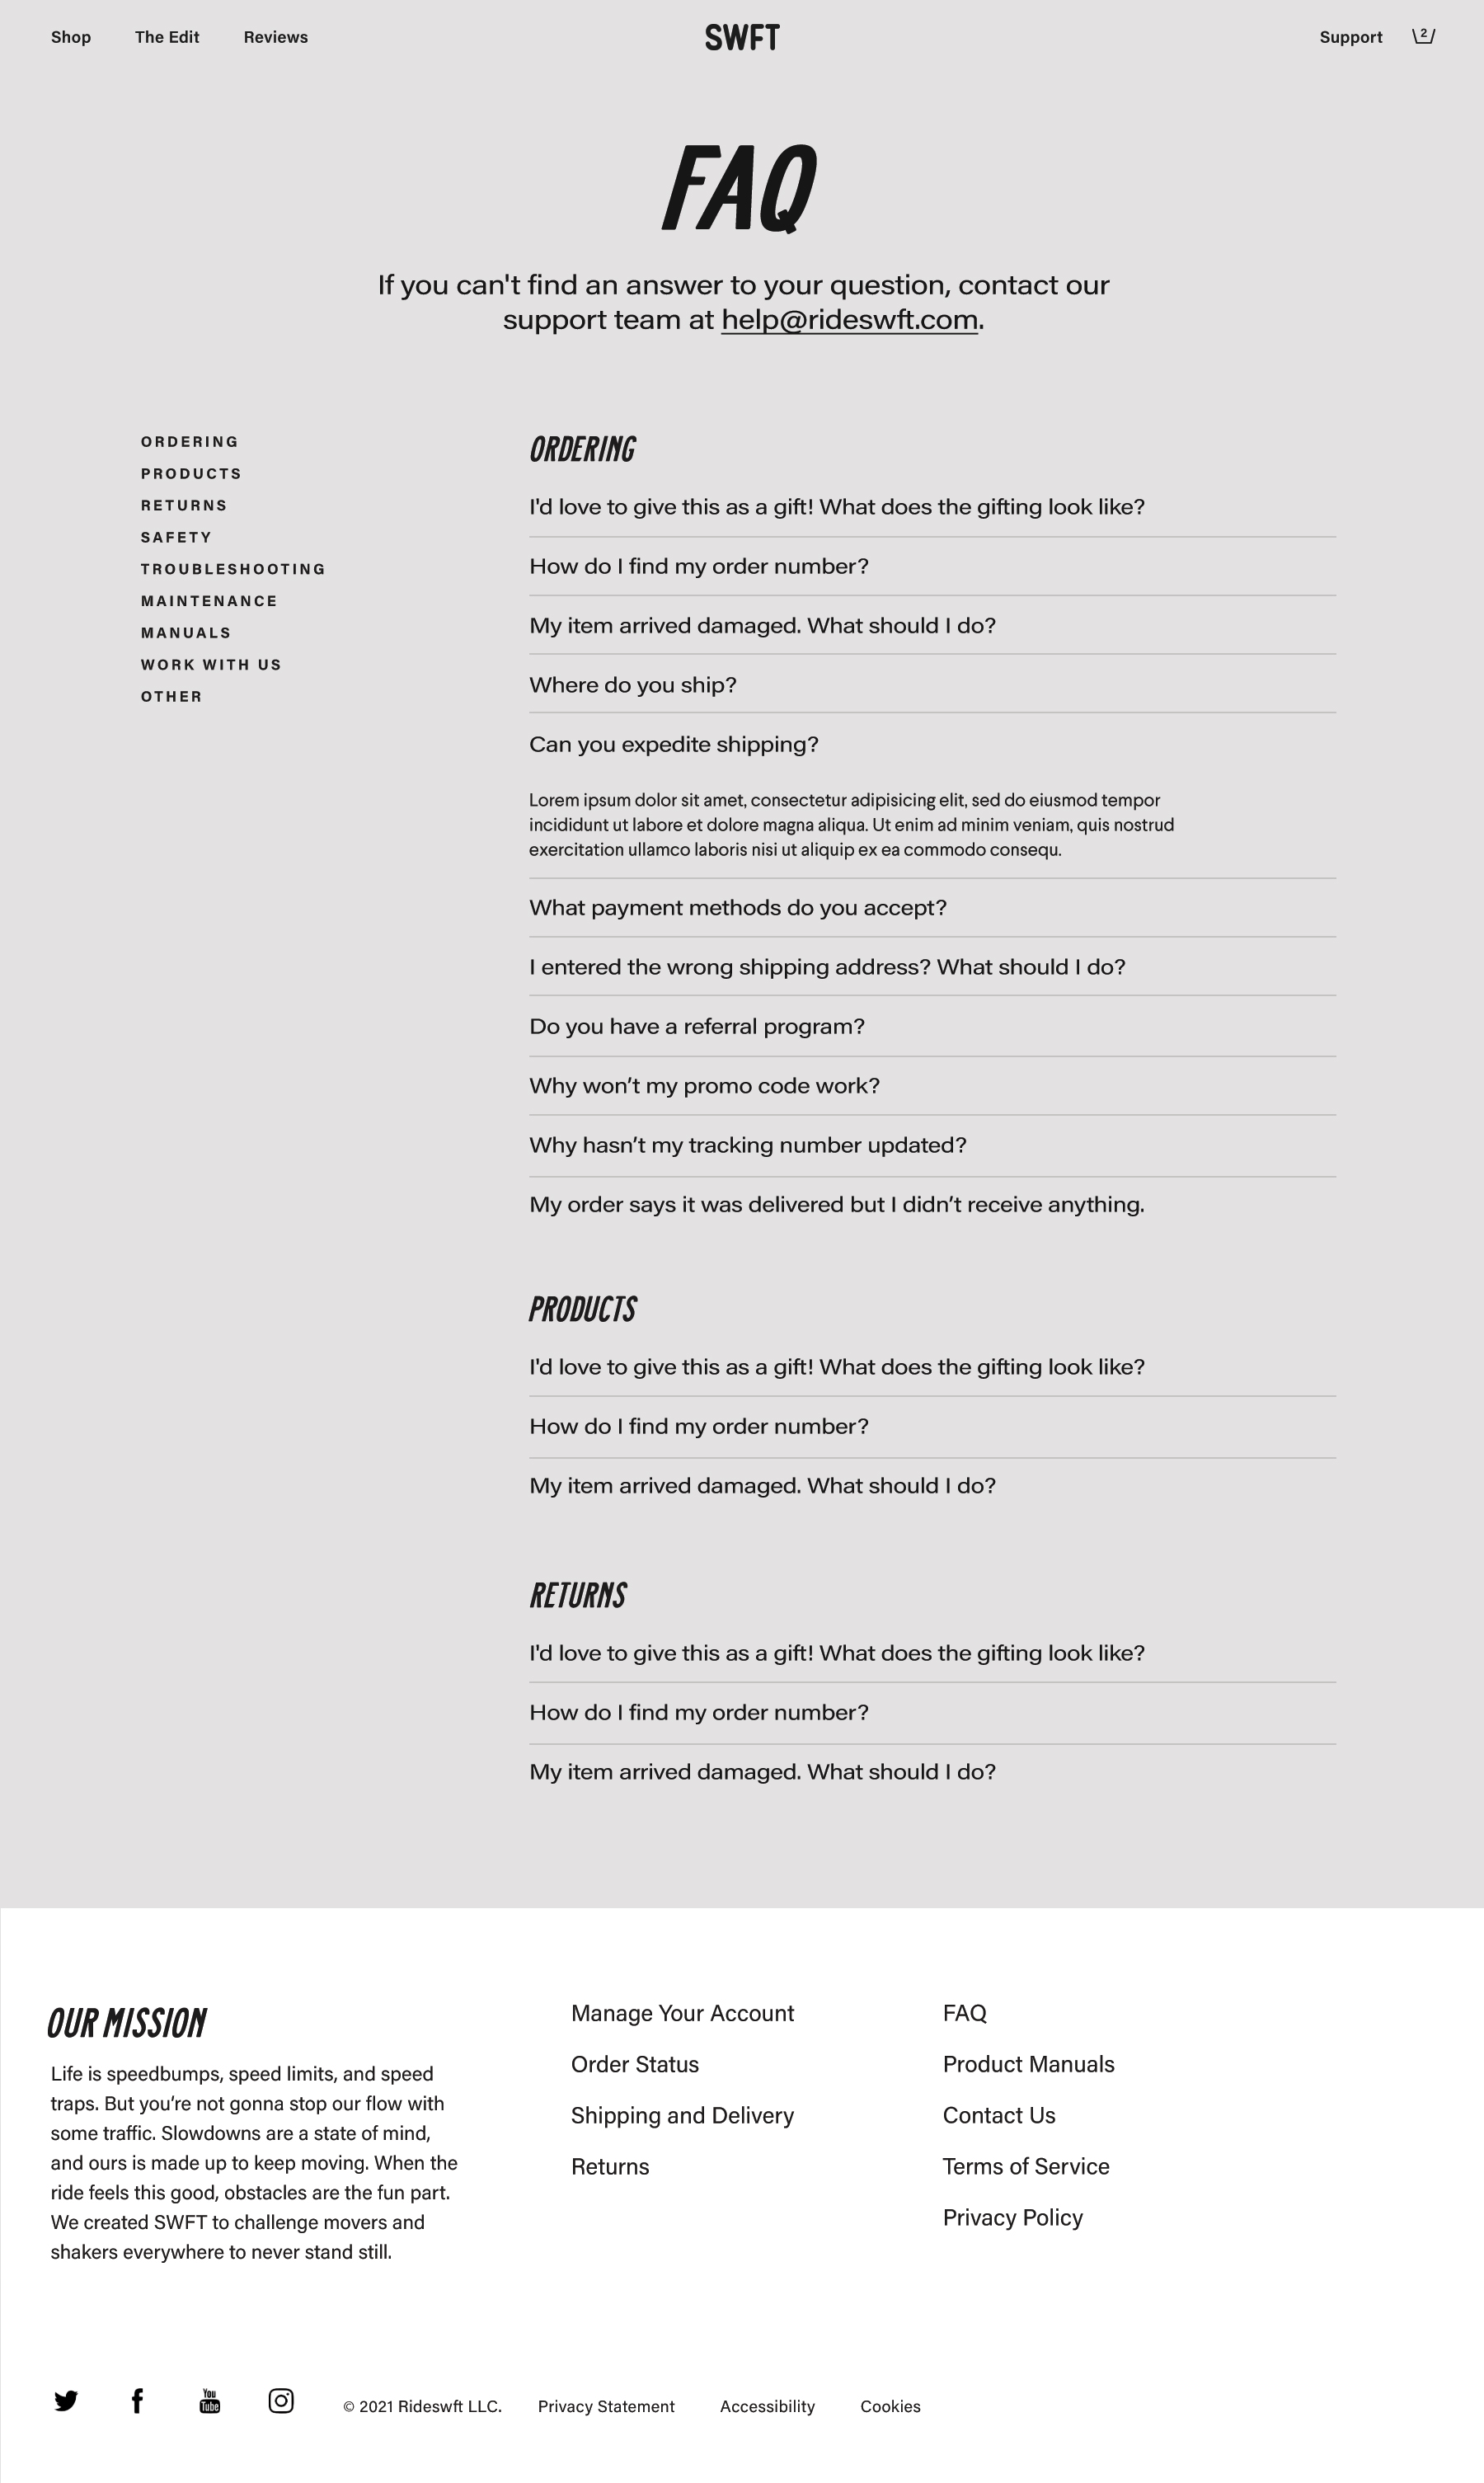 Shop
The Edit
Reviews
SWFT
Support
2
FAQ
If you can't find an answer to your question, contact our
support team at help@rideswft.com.
ORDERING
PRODUCTS
RETURNS
SAFETY
TROUBLESHOOTING
MAINTENANCE
MANUALS
WORK WITH US
OTHER
ORDERING
I'd love to give this as a gift! What does the gifting look like?
How do I find my order number?
My item arrived damaged. What should I do?
Where do you ship?
Can you expedite shipping?
Lorem ipsum dolor sit amet, consectetur adipisicing elit, sed do eiusmod tempor
incididunt ut labore et dolore magna aliqua. Ut enim ad minim veniam, quis nostrud
exercitation ullamco laboris nisi ut aliquip ex ea commodo consequ.
What payment methods do you accept?
I entered the wrong shipping address? What should I do?
Do you have a referral program?
Why won’t my promo code work?
Why hasn’t my tracking number updated?
My order says it was delivered but I didn’t receive anything.
PRODUCTS
I'd love to give this as a gift! What does the gifting look like?
How do I find my order number?
My item arrived damaged. What should I do?
RETURNS
I'd love to give this as a gift! What does the gifting look like?
How do I find my order number?
My item arrived damaged. What should I do?
OUR MISSION
Life is speedbumps, speed limits, and speed
traps. But you’re not gonna stop our flow with
some traffic. Slowdowns are a state of mind,
and ours is made up to keep moving. When the
ride feels this good, obstacles are the fun part.
We created SWFT to challenge movers and
shakers everywhere to never stand still.
Manage Your Account
Order Status
Shipping and Delivery
Returns
FAQ
Product Manuals
Contact Us
Terms of Service
Privacy Policy
You
Tube
© 2021 Rideswft LLC.
Privacy Statement
Accessibility
Cookies